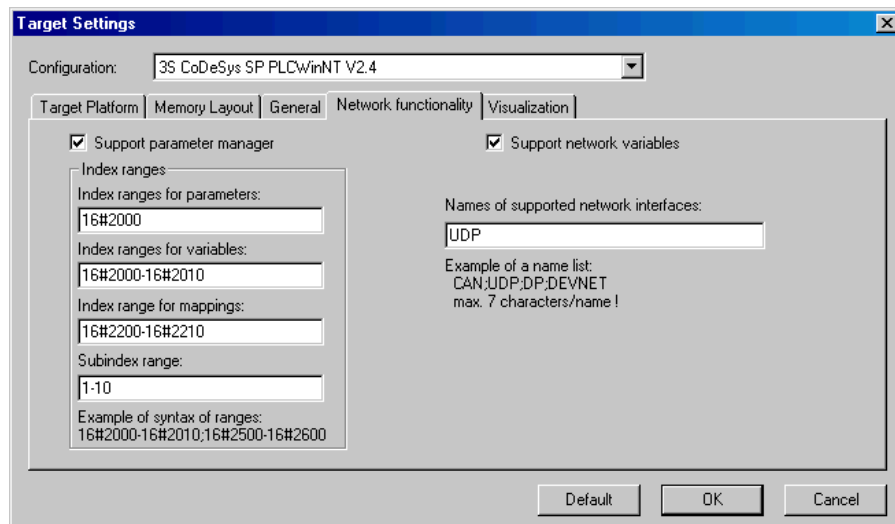 Target Settings
Configuration:
3S CoDeSys SP PLCWinNT V2.4
Target Platform
Memory Layout
General
Network functionality
Visualization
Support parameter manager
Index ranges
Index ranges for parameters:
16#2000
Index ranges for variables:
16#2000-16#2010
Index range for mappings:
16#2200-16#2210
Subindex range:
1-10
Example of syntax of ranges:
16#2000-16#2010;16#2500-16#2600
Support network variables
Names of supported network interfaces:
UDP
Example of a name list:
CAN;UDP;DP;DEVNET
max. 7 characters/name !
Default
OK
Cancel